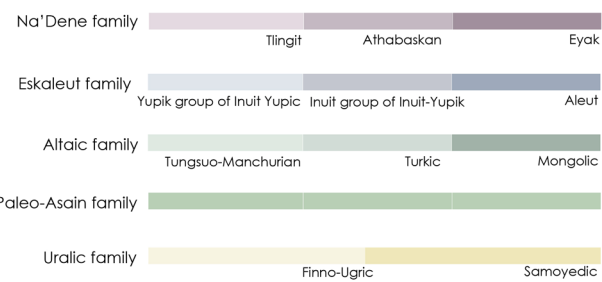 Na'Dene family
Tlingit Athabaskan Eyak
Eskaleut family
Yupik group of Inuit Yupic Inuit group of Inuit-Yupik Aleut
Altaic family
Tungsuo-Manchurian Turkic Mongolic
Paleo-Asain family
Uralic family
Finno-Ugric Samoyedic